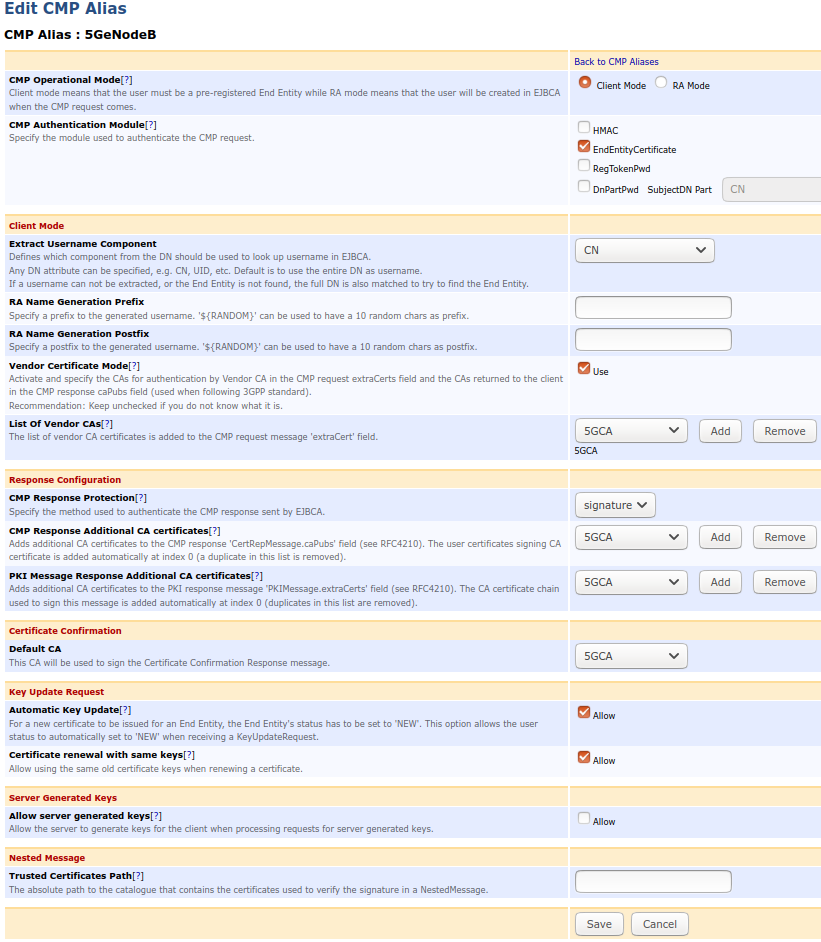 Edit CMP Alias
CMP Alias : 5GeNodeB
Back to CMP Aliases
CMP Operational Mode[?]
Client mode means that the user must be a pre-registered End Entity while RA mode means that the user will be created in EJBCA
when the CMP request comes.
Client Mode RA Mode
CMP Authentication Module[?]
Specify the module used to authenticate the CMP request.
HMAC
EndEntityCertificate
RegTokenPwd
DnPartPwd SubjectDN Part CN
Client Mode
Extract Username Component
Defines which component from the DN should be used to look up username in EJBCA.
Any DN attribute can be specified, e.g. CN, UID, etc. Default is to use the entire DN as username.
If a username can not be extracted, or the End Entity is not found, the full DN is also matched to try to find the End Entity.
CN
RA Name Generation Prefix
Specify a prefix to the generated username. '${RANDOM}' can be used to have a 10 random chars as prefix.
RA Name Generation Postfix
Specify a postfix to the generated username. '${RANDOM}' can be used to have a 10 random chars as postfix.
Vendor Certificate Mode[?]
Activate and specify the CAs for authentication by Vendor CA in the CMP request extraCerts field and the CAs returned to the client
in the CMP response caPubs field (used when following 3GPP standard).
Recommendation: Keep unchecked if you do not know what it is.
Use
List Of Vendor CAs[?]
The list of vendor CA certificates is added to the CMP request message 'extraCert' field.
5GCA Add Remove
5GCA
Response Configuration
CMP Response Protection[?]
Specify the method used to authenticate the CMP response sent by EJBCA.
signature
CMP Response Additional CA certificates[?]
Adds additional CA certificates to the CMP response 'CertRepMessage.caPubs' field (see RFC4210). The user certificates signing CA
certificate is added automatically at index 0 (a duplicate in this list is removed).
5GCA Add Remove
PKI Message Response Additional CA certificates[?]
Adds additional CA certificates to the PKI response message 'PKIMessage.extraCerts' field (see RFC4210). The CA certificate chain
used to sign this message is added automatically at index 0 (duplicates in this list are removed).
5GCA Add Remove
Certificate Confirmation
Default CA
This CA will be used to sign the Certificate Confirmation Response message.
5GCA
Key Update Request
Automatic Key Update[?]
For a new certificate to be issued for an End Entity, the End Entity's status has to be set to 'NEW'. This option allows the user
status to automatically set to 'NEW' when receiving a KeyUpdateRequest.
Allow
Certificate renewal with same keys[?]
Allow using the same old certificate keys when renewing a certificate.
Allow
Server Generated Keys
Allow server generated keys[?]
Allow the server to generate keys for the client when processing requests for server generated keys.
Allow
Nested Message
Trusted Certificates Path[?]
The absolute path to the catalogue that contains the certificates used to verify the signature in a NestedMessage.
Save Cancel